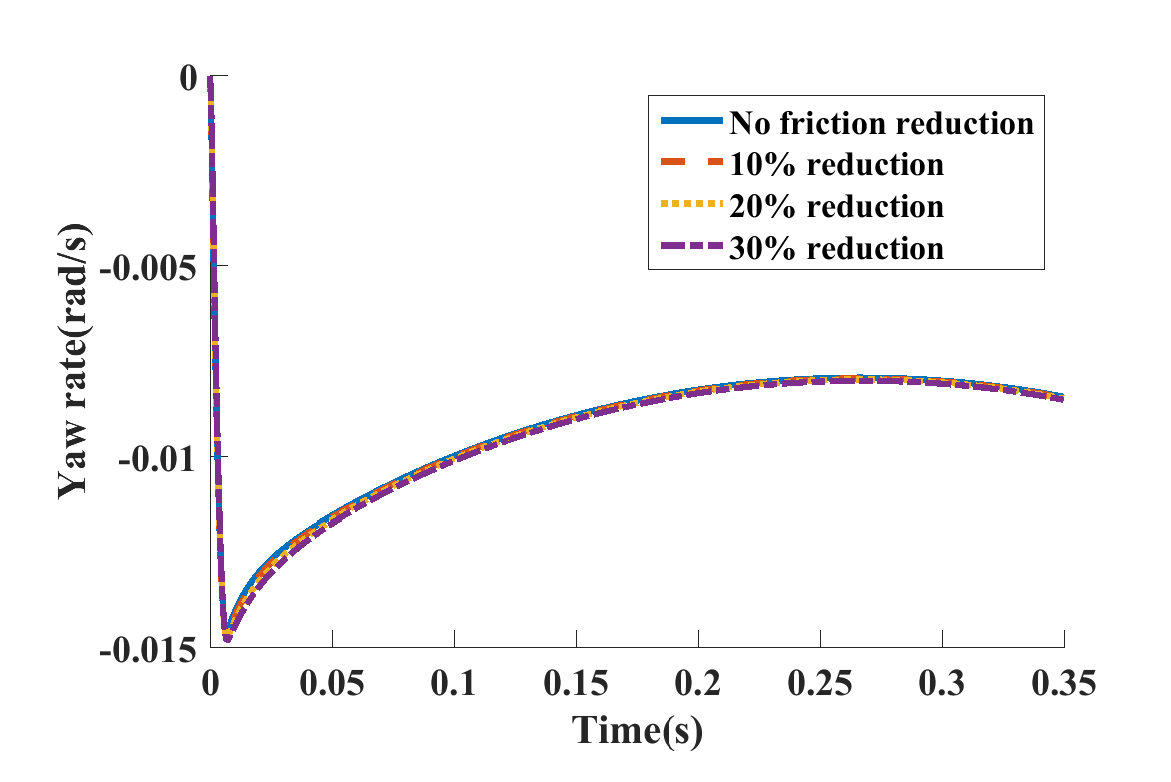 0
-0.005
-0.01
-0.015
Yaw rate(rad/s)
No friction reduction
10% reduction
20% reduction
30% reduction
0 0.05 0.1 0.15 0.2 0.25 0.3 0.35
Time(s)